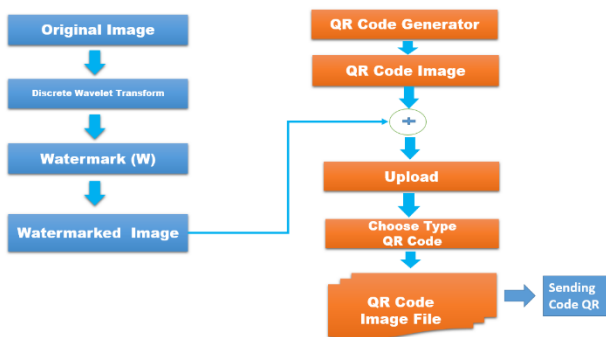 Original Image
Discrete Wavelet Transform
Watermark (W)
Watermarked Image
QR Code Generator
QR Code Image
+
Upload
Choose Type
QR Code
QR Code
Image File
Sending
Code QR